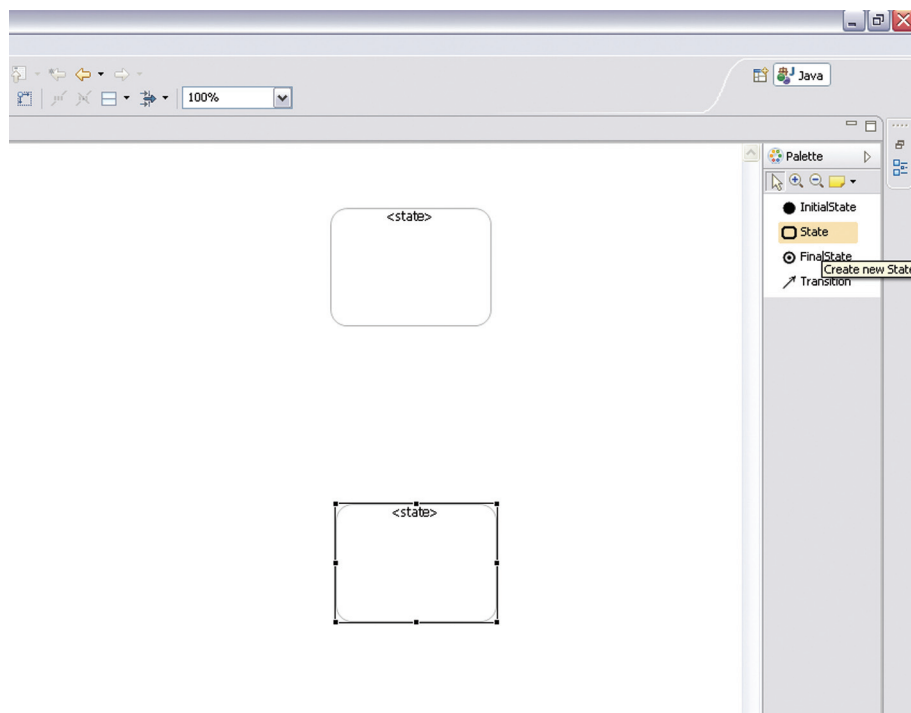 Java
100%
Palette
<state>
InitialState
State
FinalState
Create new State
Transition
<state>